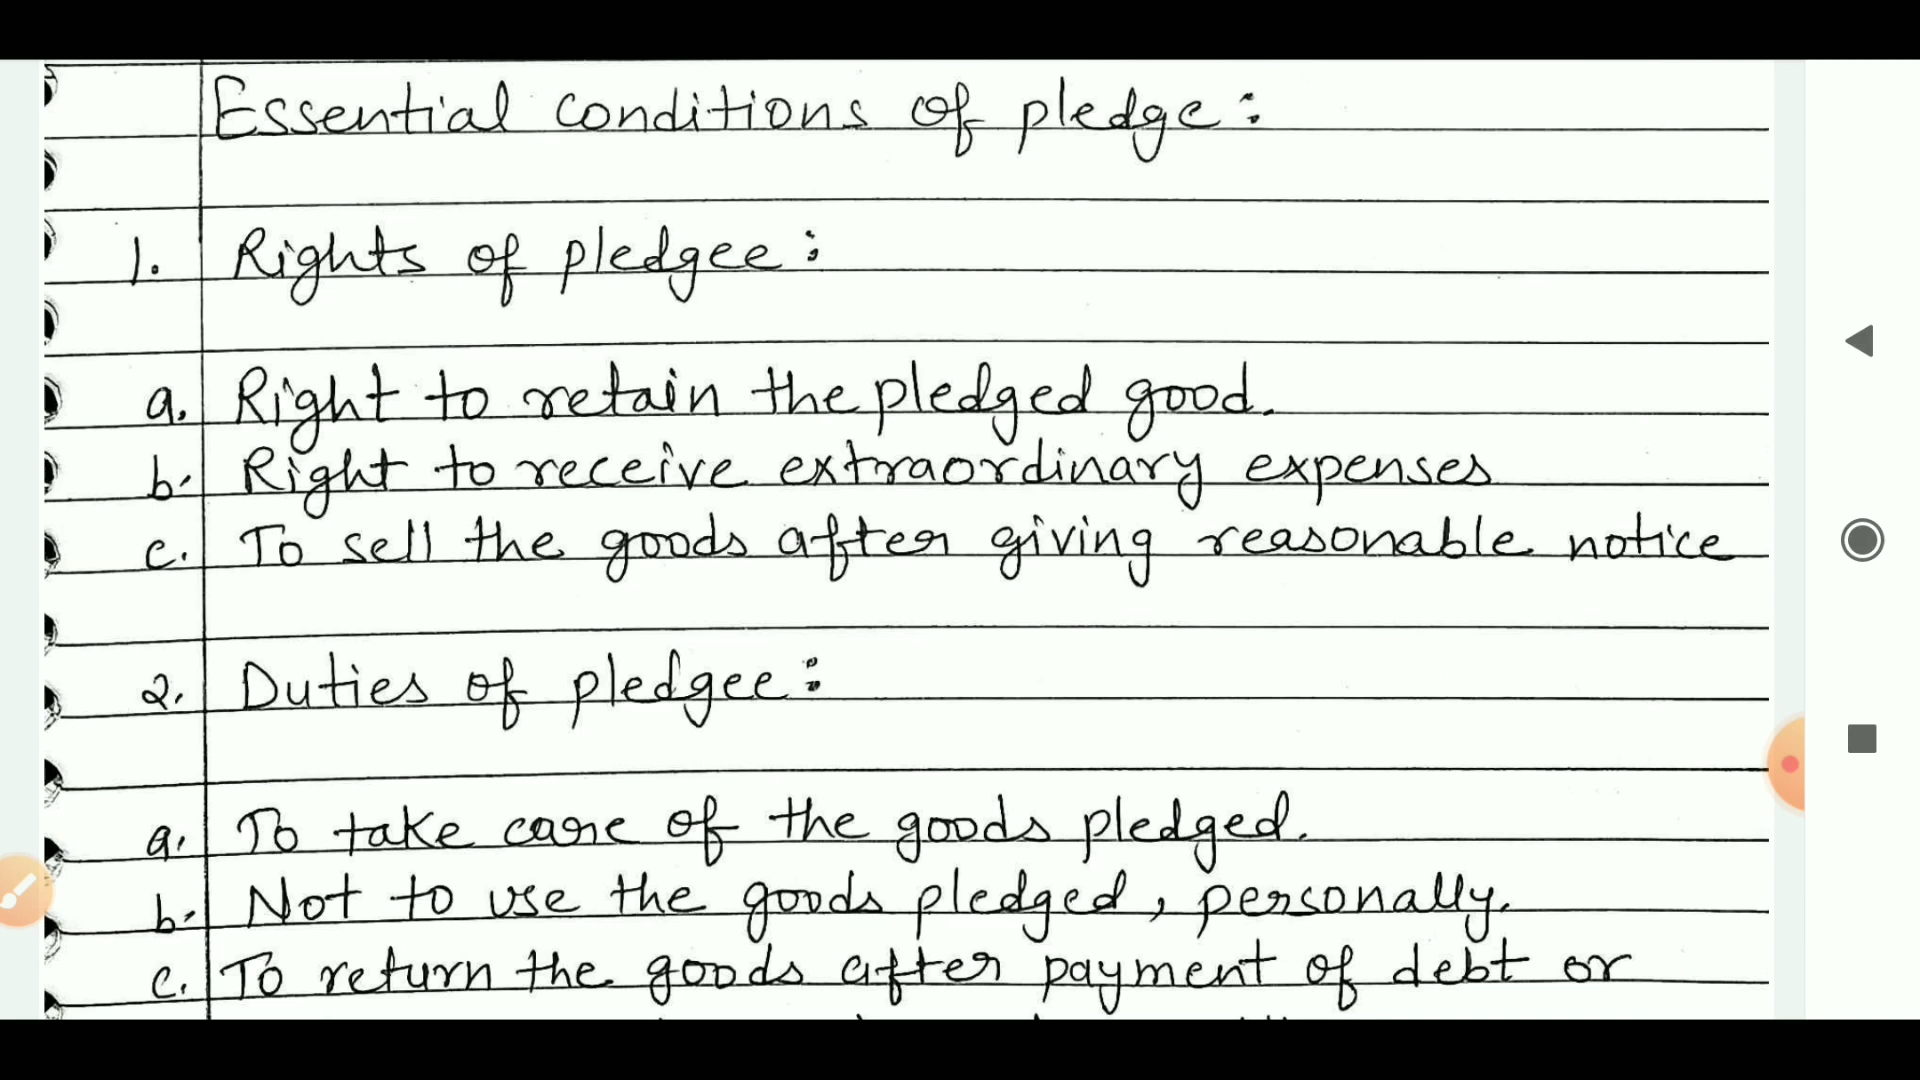 Essential conditions of pledge:
1. Rights of pledgee:
a. Right to retain the pledged good.
b. Right to receive extraordinary expenses
c. To sell the goods after giving reasonable notice
2. Duties of pledgee:
a. To take care of the goods pledged.
b. Not to use the goods pledged, personally.
c. To return the goods after payment of debt or